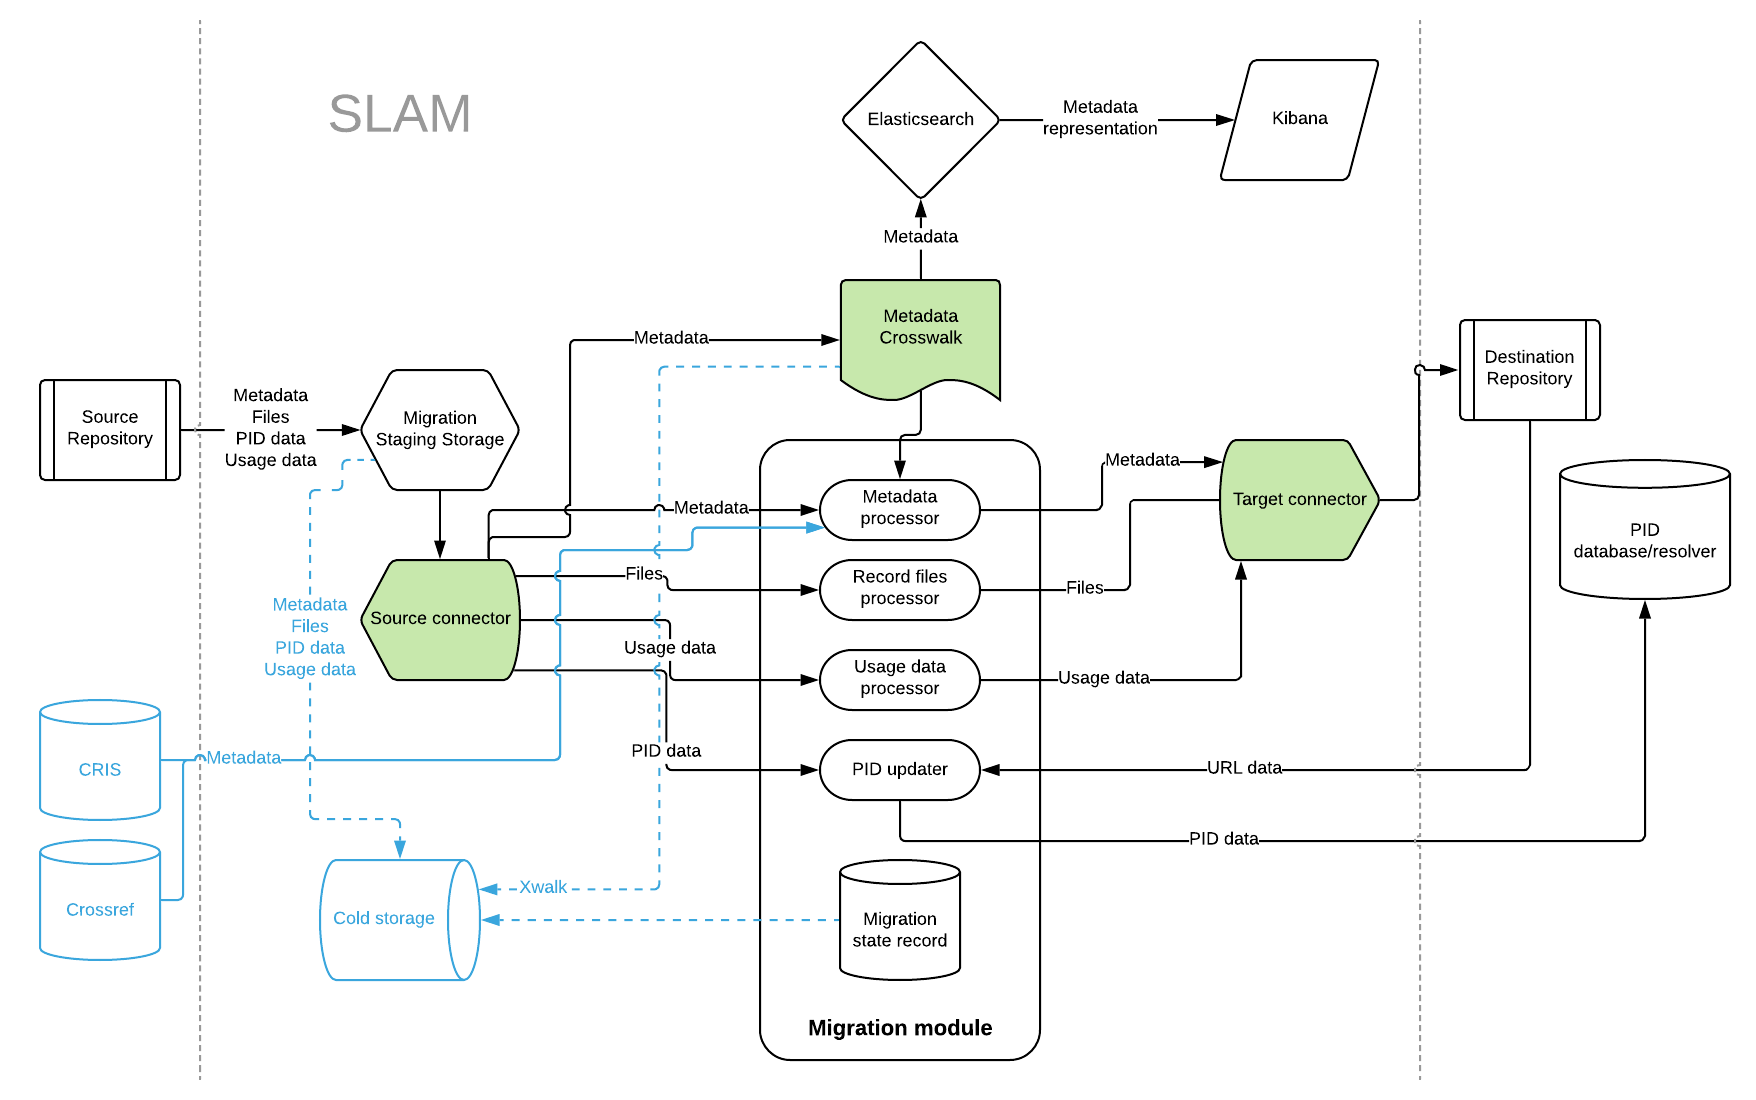 SLAM
Elasticsearch
Metadata
representation
Kibana
Metadata
Metadata
Crosswalk
Metadata
Source
Repository
Metadata
Files
PID data
Usage data
Migration
Staging Storage
Destination
Repository
Metadata
Metadata
processor
Metadata
Target connector
PID
database/resolver
Files
Record files
processor
Files
Source connector
Metadata
Files
PID data
Usage data
Usage data
Usage data
processor
Usage data
CRIS
Metadata
PID data
PID updater
URL data
PID data
Crossref
Cold storage
Xwalk
Migration
state record
Migration module